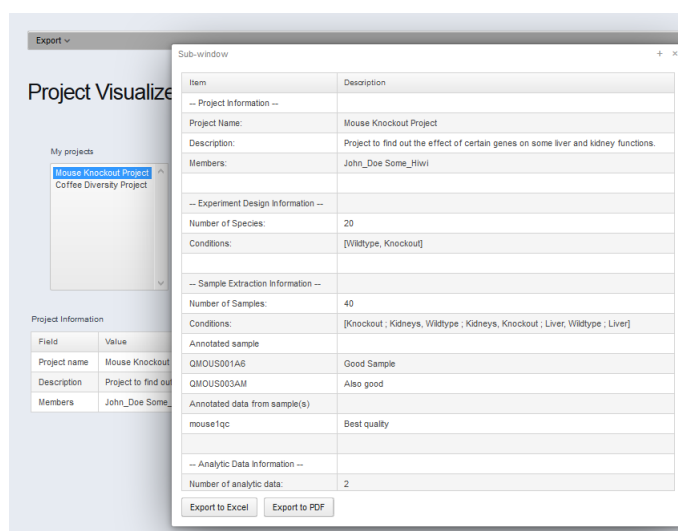 Export
Project Visualize
My projects
Mouse Knockout Project
Coffee Diversity Project
Project Information
Field Value
Project name Mouse Knockout
Description Project to find out
Members John_Doe Some_
Sub-window + ×
Item Description
-- Project Information --
Project Name: Mouse Knockout Project
Description: Project to find out the effect of certain genes on some liver and kidney functions.
Members: John_Doe Some_Hiwi
-- Experiment Design Information --
Number of Species: 20
Conditions: [Wildtype, Knockout]
-- Sample Extraction Information --
Number of Samples: 40
Conditions: [Knockout ; Kidneys, Wildtype ; Kidneys, Knockout ; Liver, Wildtype ; Liver]
Annotated sample
QMOUS001A6 Good Sample
QMOUS003AM Also good
Annotated data from sample(s)
mouse1qc Best quality
-- Analytic Data Information --
Number of analytic data: 2
Export to Excel Export to PDF